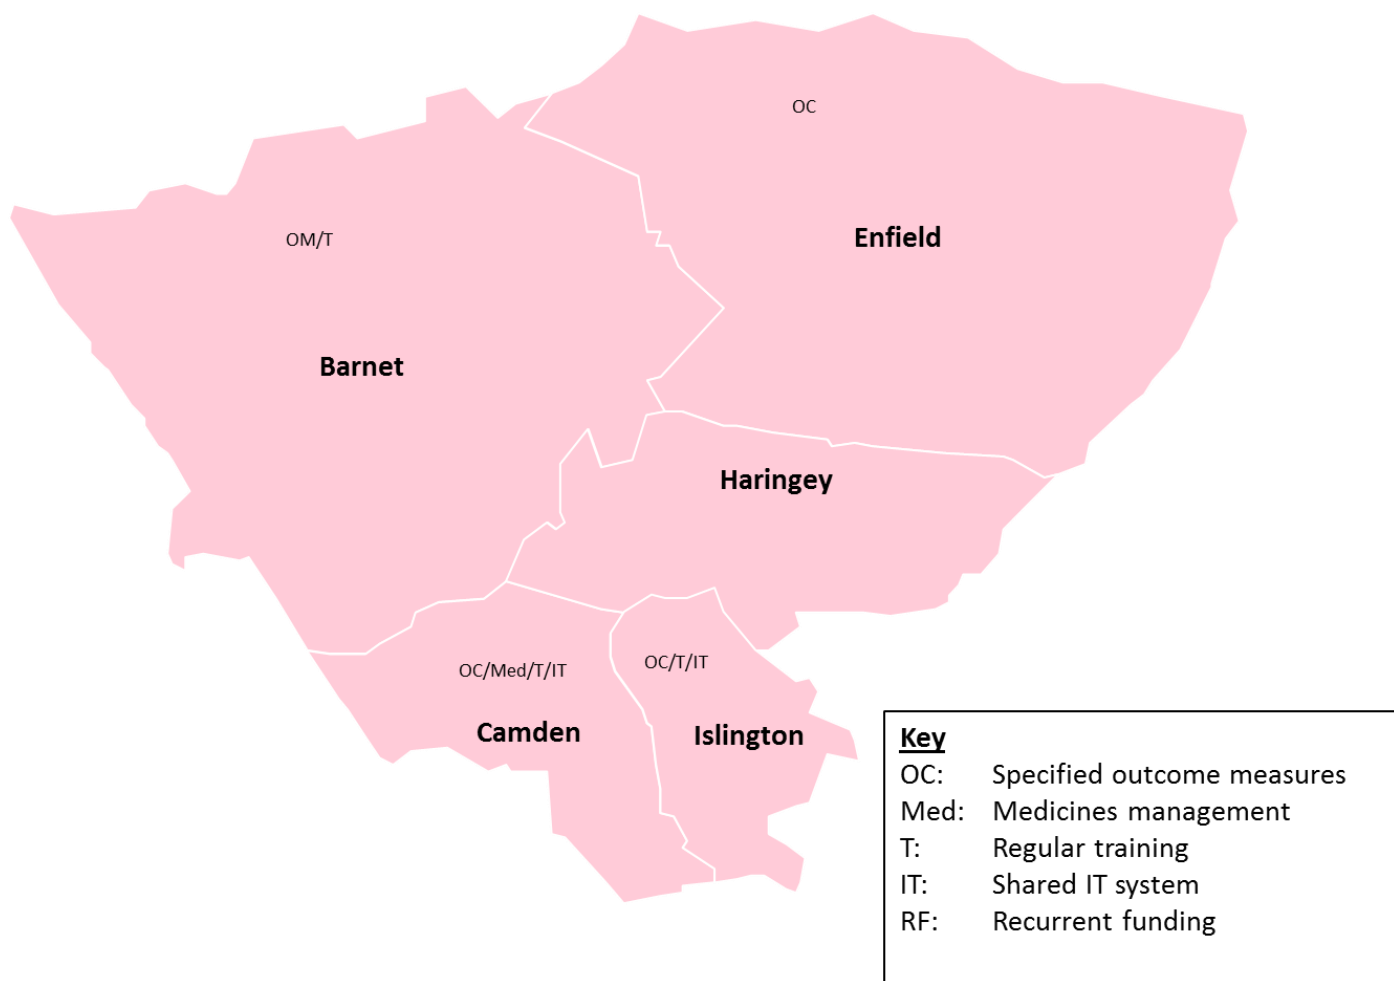 OC
Enfield
OM/T
Barnet
Haringey
OC/Med/T/IT
OC/T/IT
Camden
Islington
Key
OC: Specified outcome measures
Med: Medicines management
T: Regular training
IT: Shared IT system
RF: Recurrent funding